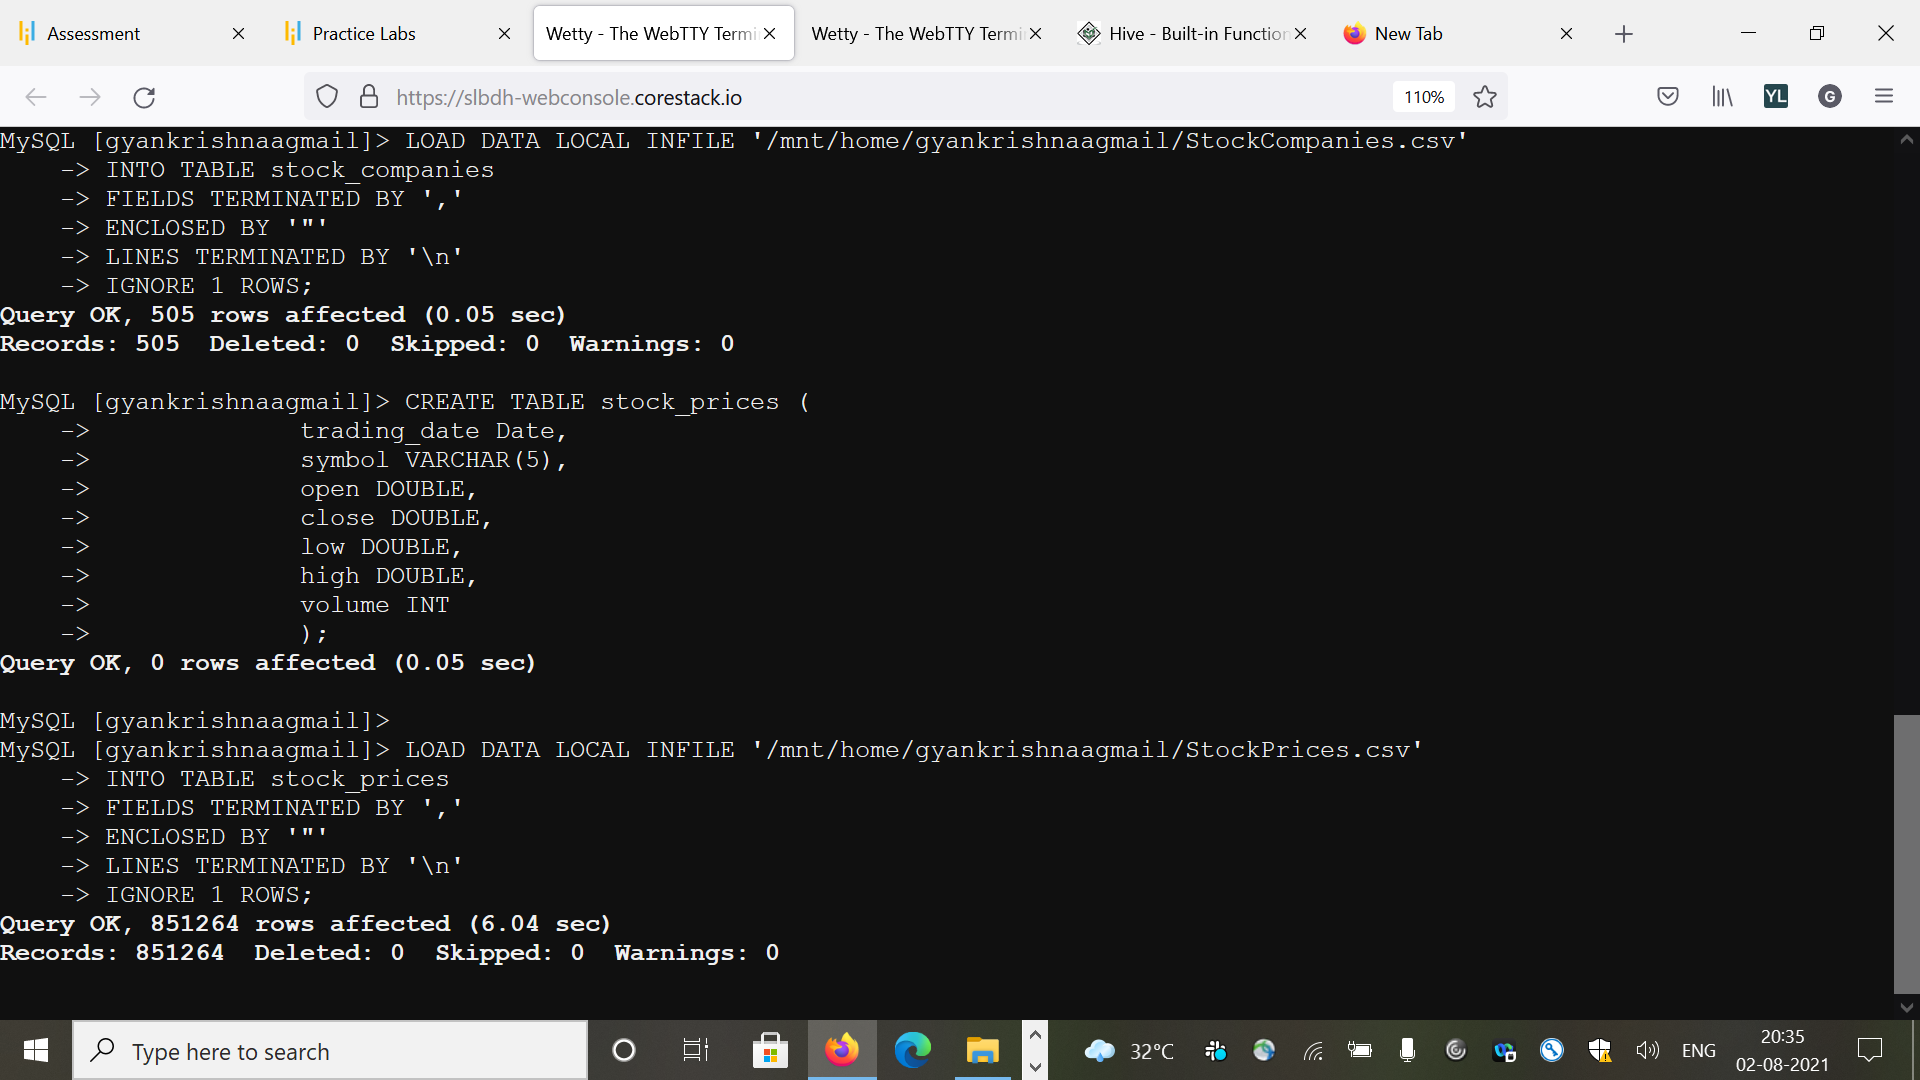 Assessment
Practice Labs
Wetty - The WebTTY Termi
Wetty - The WebTTY Termi
Hive - Built-in Function
New Tab
https://slbdh-webconsole.corestack.io
110%
YL
G
MySQL [gyankrishnaagmail]> LOAD DATA LOCAL INFILE '/mnt/home/gyankrishnaagmail/StockCompanies.csv'
-> INTO TABLE stock_companies
-> FIELDS TERMINATED BY ','
-> ENCLOSED BY '"'
-> LINES TERMINATED BY '\n'
-> IGNORE 1 ROWS;
Query OK, 505 rows affected (0.05 sec)
Records: 505  Deleted: 0  Skipped: 0  Warnings: 0
MySQL [gyankrishnaagmail]> CREATE TABLE stock_prices (
-> trading_date Date,
-> symbol VARCHAR(5),
-> open DOUBLE,
-> close DOUBLE,
-> low DOUBLE,
-> high DOUBLE,
-> volume INT
-> );
Query OK, 0 rows affected (0.05 sec)
MySQL [gyankrishnaagmail]>
MySQL [gyankrishnaagmail]> LOAD DATA LOCAL INFILE '/mnt/home/gyankrishnaagmail/StockPrices.csv'
-> INTO TABLE stock_prices
-> FIELDS TERMINATED BY ','
-> ENCLOSED BY '"'
-> LINES TERMINATED BY '\n'
-> IGNORE 1 ROWS;
Query OK, 851264 rows affected (6.04 sec)
Records: 851264  Deleted: 0  Skipped: 0  Warnings: 0
Type here to search
32°C
ENG
20:35
02-08-2021